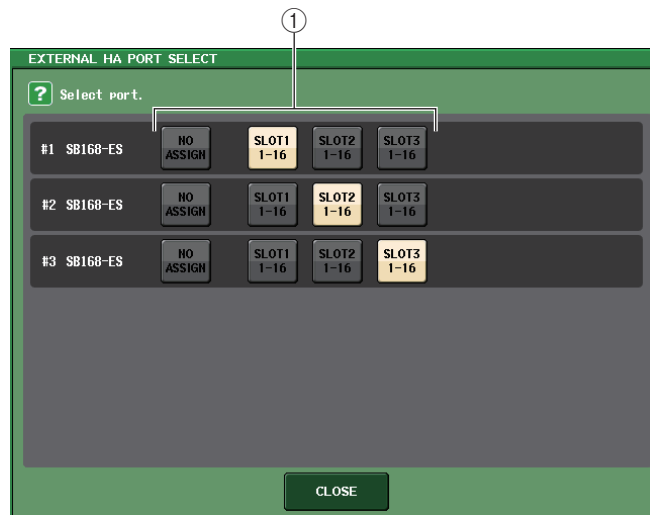 ①
EXTERNAL HA PORT SELECT
? Select port.
#1 SB168-ES NO ASSIGN SLOT1 1-16 SLOT2 1-16 SLOT3 1-16
#2 SB168-ES NO ASSIGN SLOT1 1-16 SLOT2 1-16 SLOT3 1-16
#3 SB168-ES NO ASSIGN SLOT1 1-16 SLOT2 1-16 SLOT3 1-16
CLOSE